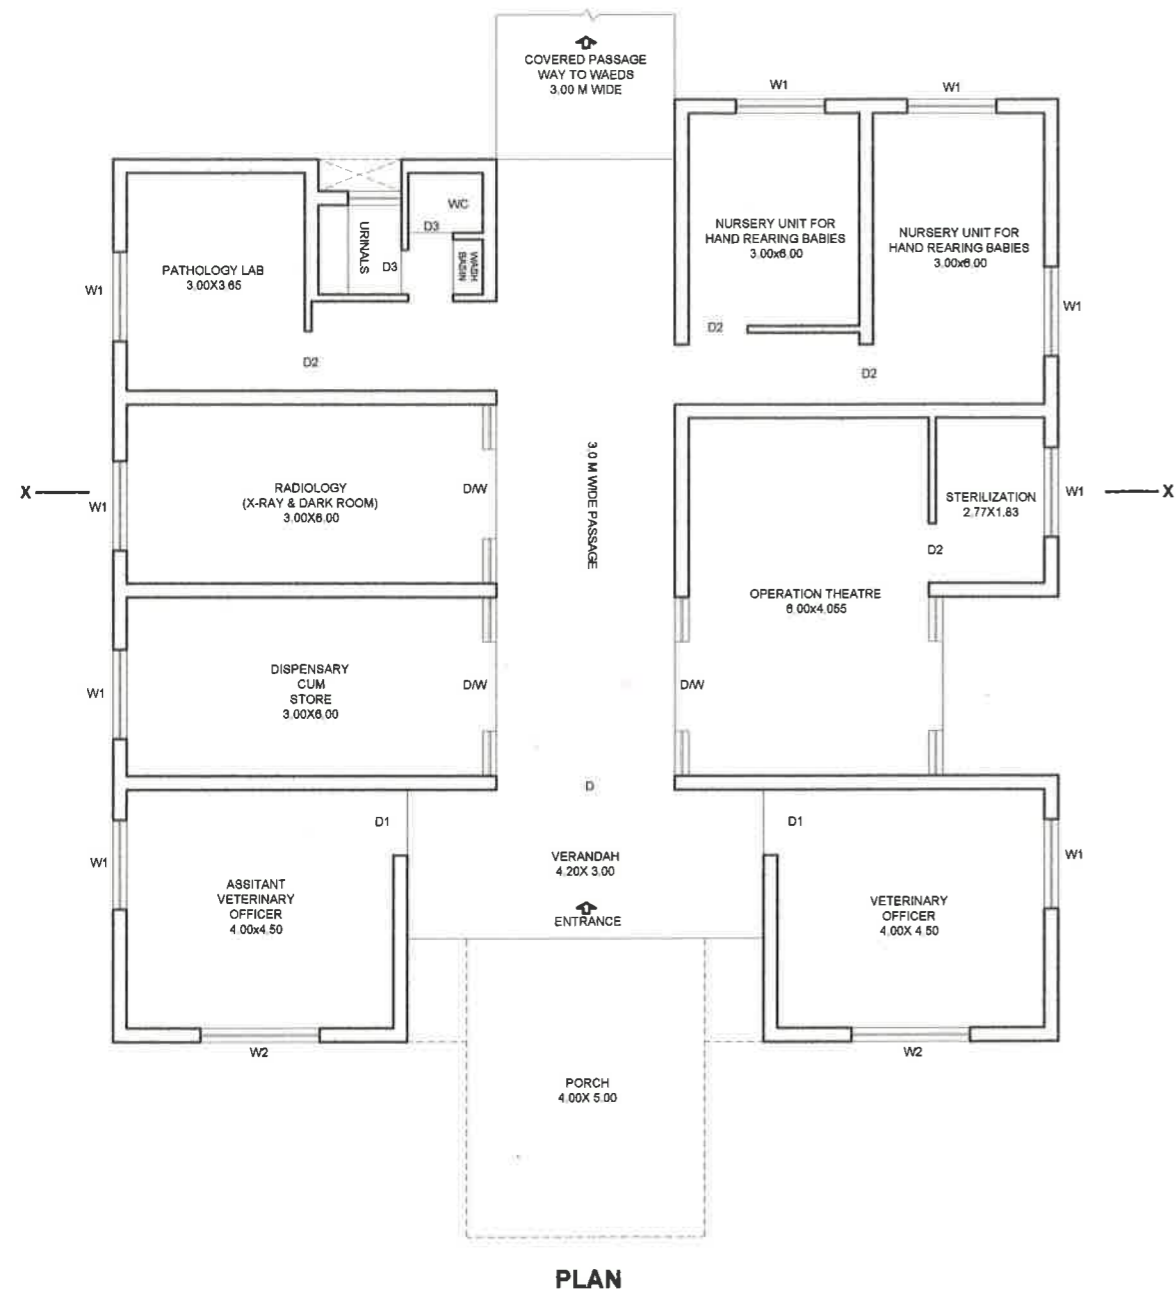 COVERED PASSAGE
WAY TO WAEDS
3.00 M WIDE
W1
W1
WC
D3
URINALS
D3
WASH
BASIN
NURSERY UNIT FOR
HAND REARING BABIES
3.00x6.00
NURSERY UNIT FOR
HAND REARING BABIES
3.00x6.00
PATHOLOGY LAB
3.00X3.65
W1
W1
D2
D2
D2
3.0 M WIDE PASSAGE
X
W1
RADIOLOGY
(X-RAY & DARK ROOM)
3.00X6.00
D/W
STERILIZATION
2.77X1.83
W1
X
D2
OPERATION THEATRE
6.00x4.055
DISPENSARY
CUM
STORE
3.00X6.00
W1
D/W
D/W
D
D1
D1
VERANDAH
4.20X 3.00
ENTRANCE
W1
ASSITANT
VETERINARY
OFFICER
4.00x4.50
VETERINARY
OFFICER
4.00X 4.50
W1
W2
W2
PORCH
4.00X 5.00
PLAN